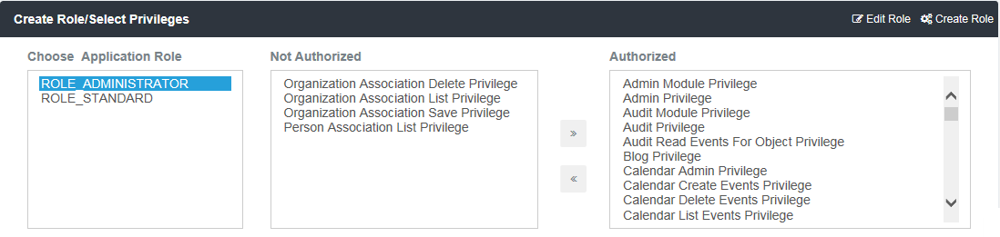 Create Role/Select Privileges
Edit Role
Create Role
Choose Application Role
ROLE_ADMINISTRATOR
ROLE_STANDARD
Not Authorized
Organization Association Delete Privilege
Organization Association List Privilege
Organization Association Save Privilege
Person Association List Privilege
»
«
Authorized
Admin Module Privilege
Admin Privilege
Audit Module Privilege
Audit Privilege
Audit Read Events For Object Privilege
Blog Privilege
Calendar Admin Privilege
Calendar Create Events Privilege
Calendar Delete Events Privilege
Calendar List Events Privilege